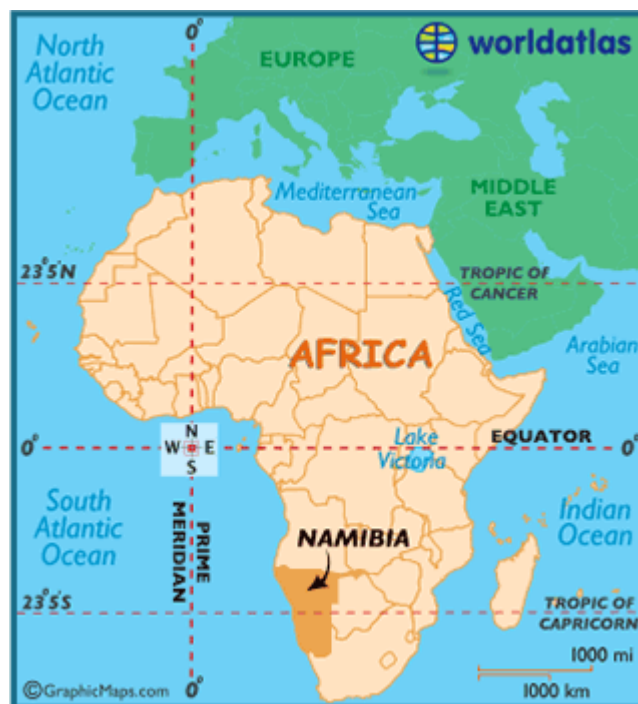 0°
worldatlas
North
Atlantic
Ocean
EUROPE
Mediterranean
Sea
MIDDLE
EAST
23°5'N
TROPIC OF
CANCER
Red Sea
AFRICA
Arabian
Sea
N
W E
S
0°
Lake
Victoria
EQUATOR
0°
South
Atlantic
Ocean
PRIME
MERIDIAN
NAMIBIA
Indian
Ocean
23°5'S
TROPIC OF
CAPRICORN
1000 mi
1000 km
©GraphicMaps.com
0°